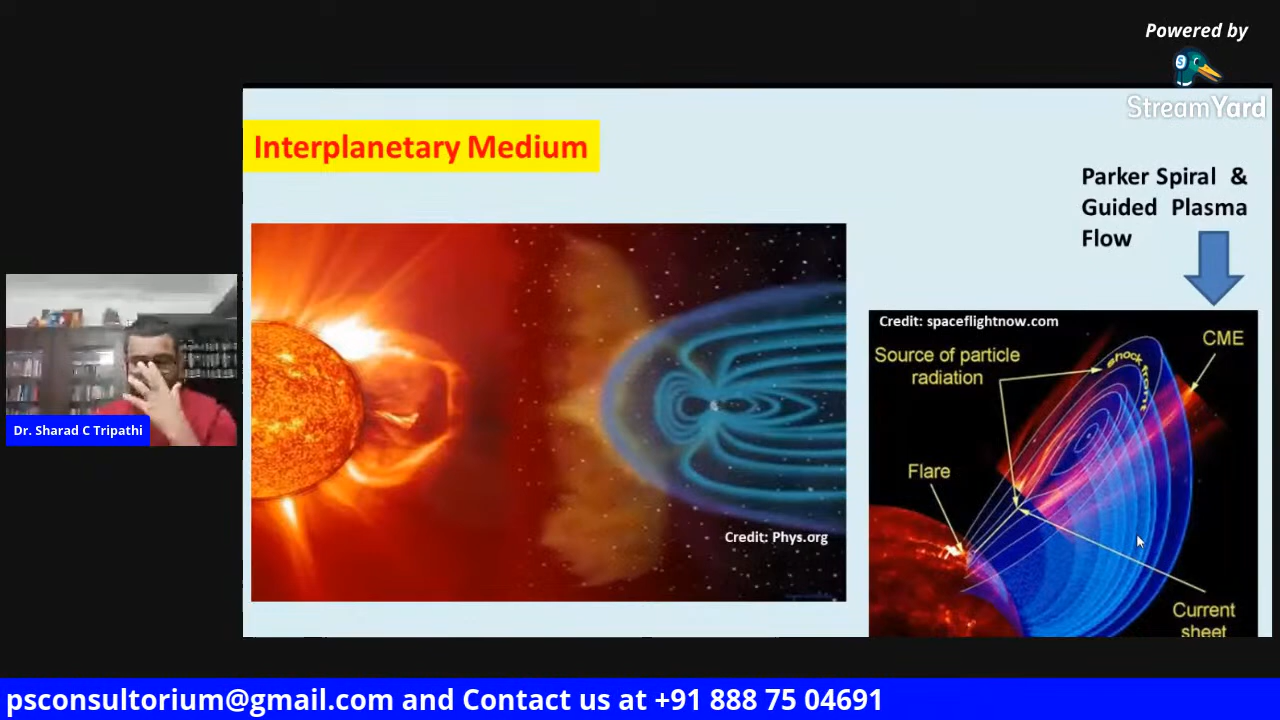 Powered by
S
StreamYard
Interplanetary Medium
Parker Spiral &
Guided Plasma
Flow
Credit: spaceflightnow.com
CME
Source of particle
radiation
shock front
Flare
Dr. Sharad C Tripathi
Credit: Phys.org
Current
sheet
psconsultorium@gmail.com and Contact us at +91 888 75 04691